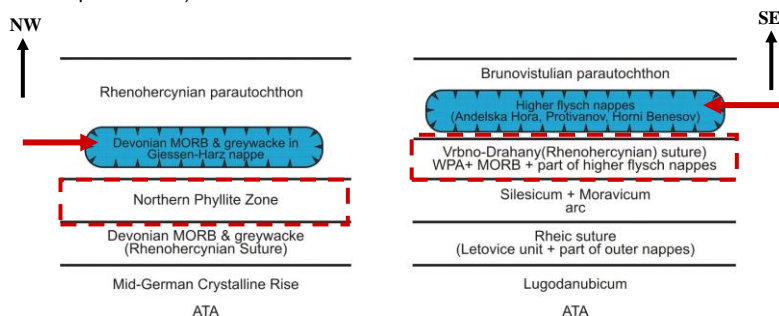 NW
Rhenohercynian parautochthon
Devonian MORB & greywacke in
Giessen-Harz nappe
Northern Phyllite Zone
Devonian MORB & greywacke
(Rhenohercynian Suture)
Mid-German Crystalline Rise
ATA
SE
Brunovistulian parautochthon
Higher flysch nappes
(Andelska Hora, Protivanov, Horni Benesov)
Vrbno-Drahany(Rhenohercynian) suture)
WPA+ MORB + part of higher flysch nappes
Silesicum + Moravicum
arc
Rheic suture
(Letovice unit + part of outer nappes)
Lugodanubicum
ATA